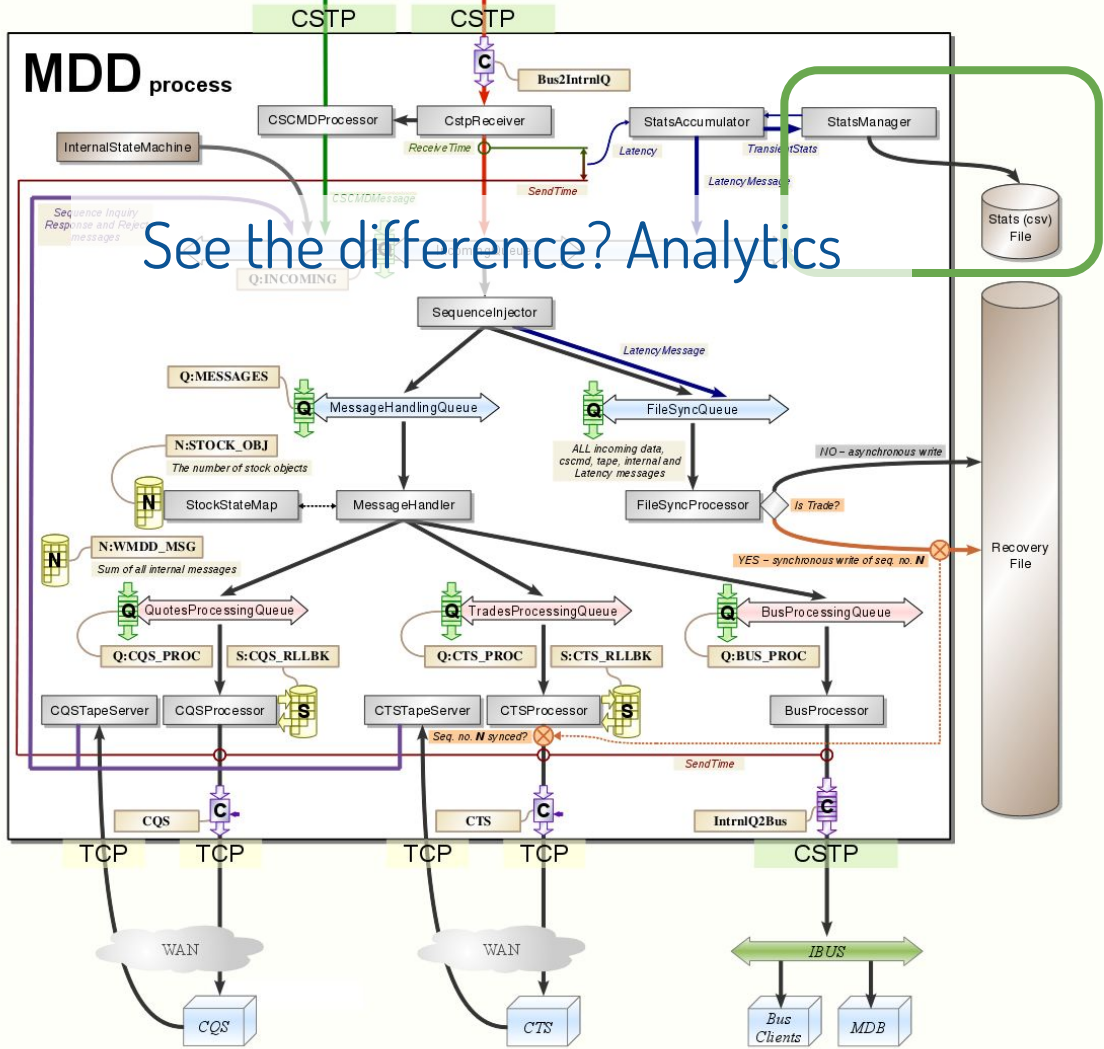 CSTP
CSTP
MDD process
C
Bus2IntrnlQ
CSCMDProcessor
CstpReceiver
StatsAccumulator
StatsManager
InternalStateMachine
ReceiveTime
Latency
TransientStats
SendTime
LatencyMessage
CSCMDMessage
Sequence Inquiry
Response and Reject
messages
Stats (csv)
File
See the difference? Analytics
Q:INCOMING
SequenceInjector
LatencyMessage
Q:MESSAGES
Q
MessageHandlingQueue
Q
FileSyncQueue
N:STOCK_OBJ
The number of stock objects
ALL incoming data,
cscmd, tape, internal and
Latency messages
NO – asynchronous write
N
StockStateMap
MessageHandler
FileSyncProcessor
Is Trade?
N:WMDD_MSG
N
Sum of all internal messages
YES – synchronous write of seq. no. N
Recovery
File
Q
QuotesProcessingQueue
Q
TradesProcessingQueue
Q
BusProcessingQueue
Q:CQS_PROC
S:CQS_RLLBK
Q:CTS_PROC
S:CTS_RLLBK
Q:BUS_PROC
CQSTapeServer
CQSProcessor
S
CTSTapeServer
CTSProcessor
S
BusProcessor
Seq. no. N synced?
SendTime
CQS
C
CTS
C
IntrnlQ2Bus
C
TCP
TCP
TCP
TCP
CSTP
WAN
WAN
IBUS
CQS
CTS
Bus
Clients
MDB